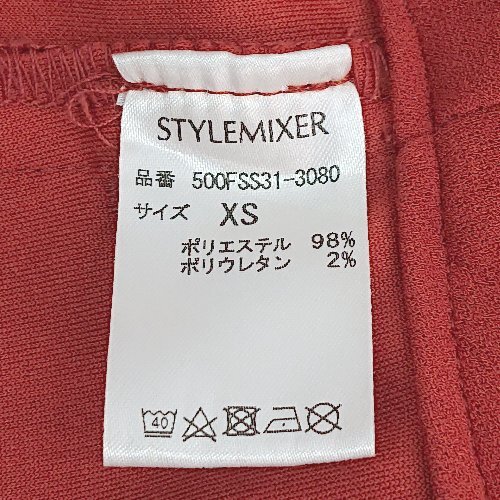 STYLEMIXER
品番 500FSS31-3080
サイズ XS
ポリエステル 98%
ポリウレタン 2%
40